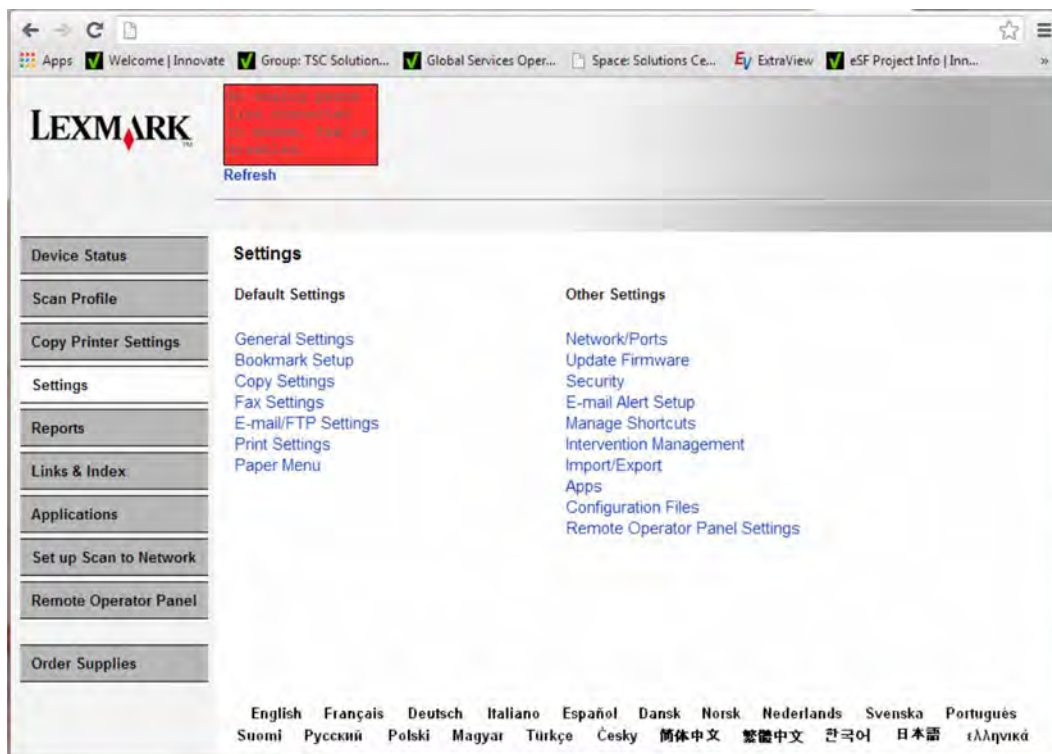 Apps Welcome | Innovate Group: TSC Solution... Global Services Oper... Space: Solutions Ce... EV ExtraView eSF Project Info | Inn... »
LEXMARK™
Refresh
Device Status
Scan Profile
Copy Printer Settings
Settings
Reports
Links & Index
Applications
Set up Scan to Network
Remote Operator Panel
Order Supplies
Settings
Default Settings
General Settings
Bookmark Setup
Copy Settings
Fax Settings
E-mail/FTP Settings
Print Settings
Paper Menu
Other Settings
Network/Ports
Update Firmware
Security
E-mail Alert Setup
Manage Shortcuts
Intervention Management
Import/Export
Apps
Configuration Files
Remote Operator Panel Settings
English Français Deutsch Italiano Español Dansk Norsk Nederlands Svenska Português
Suomi Русский Polski Magyar Türkçe Česky 简体中文 繁體中文 한국어 日本語 ελληνικά